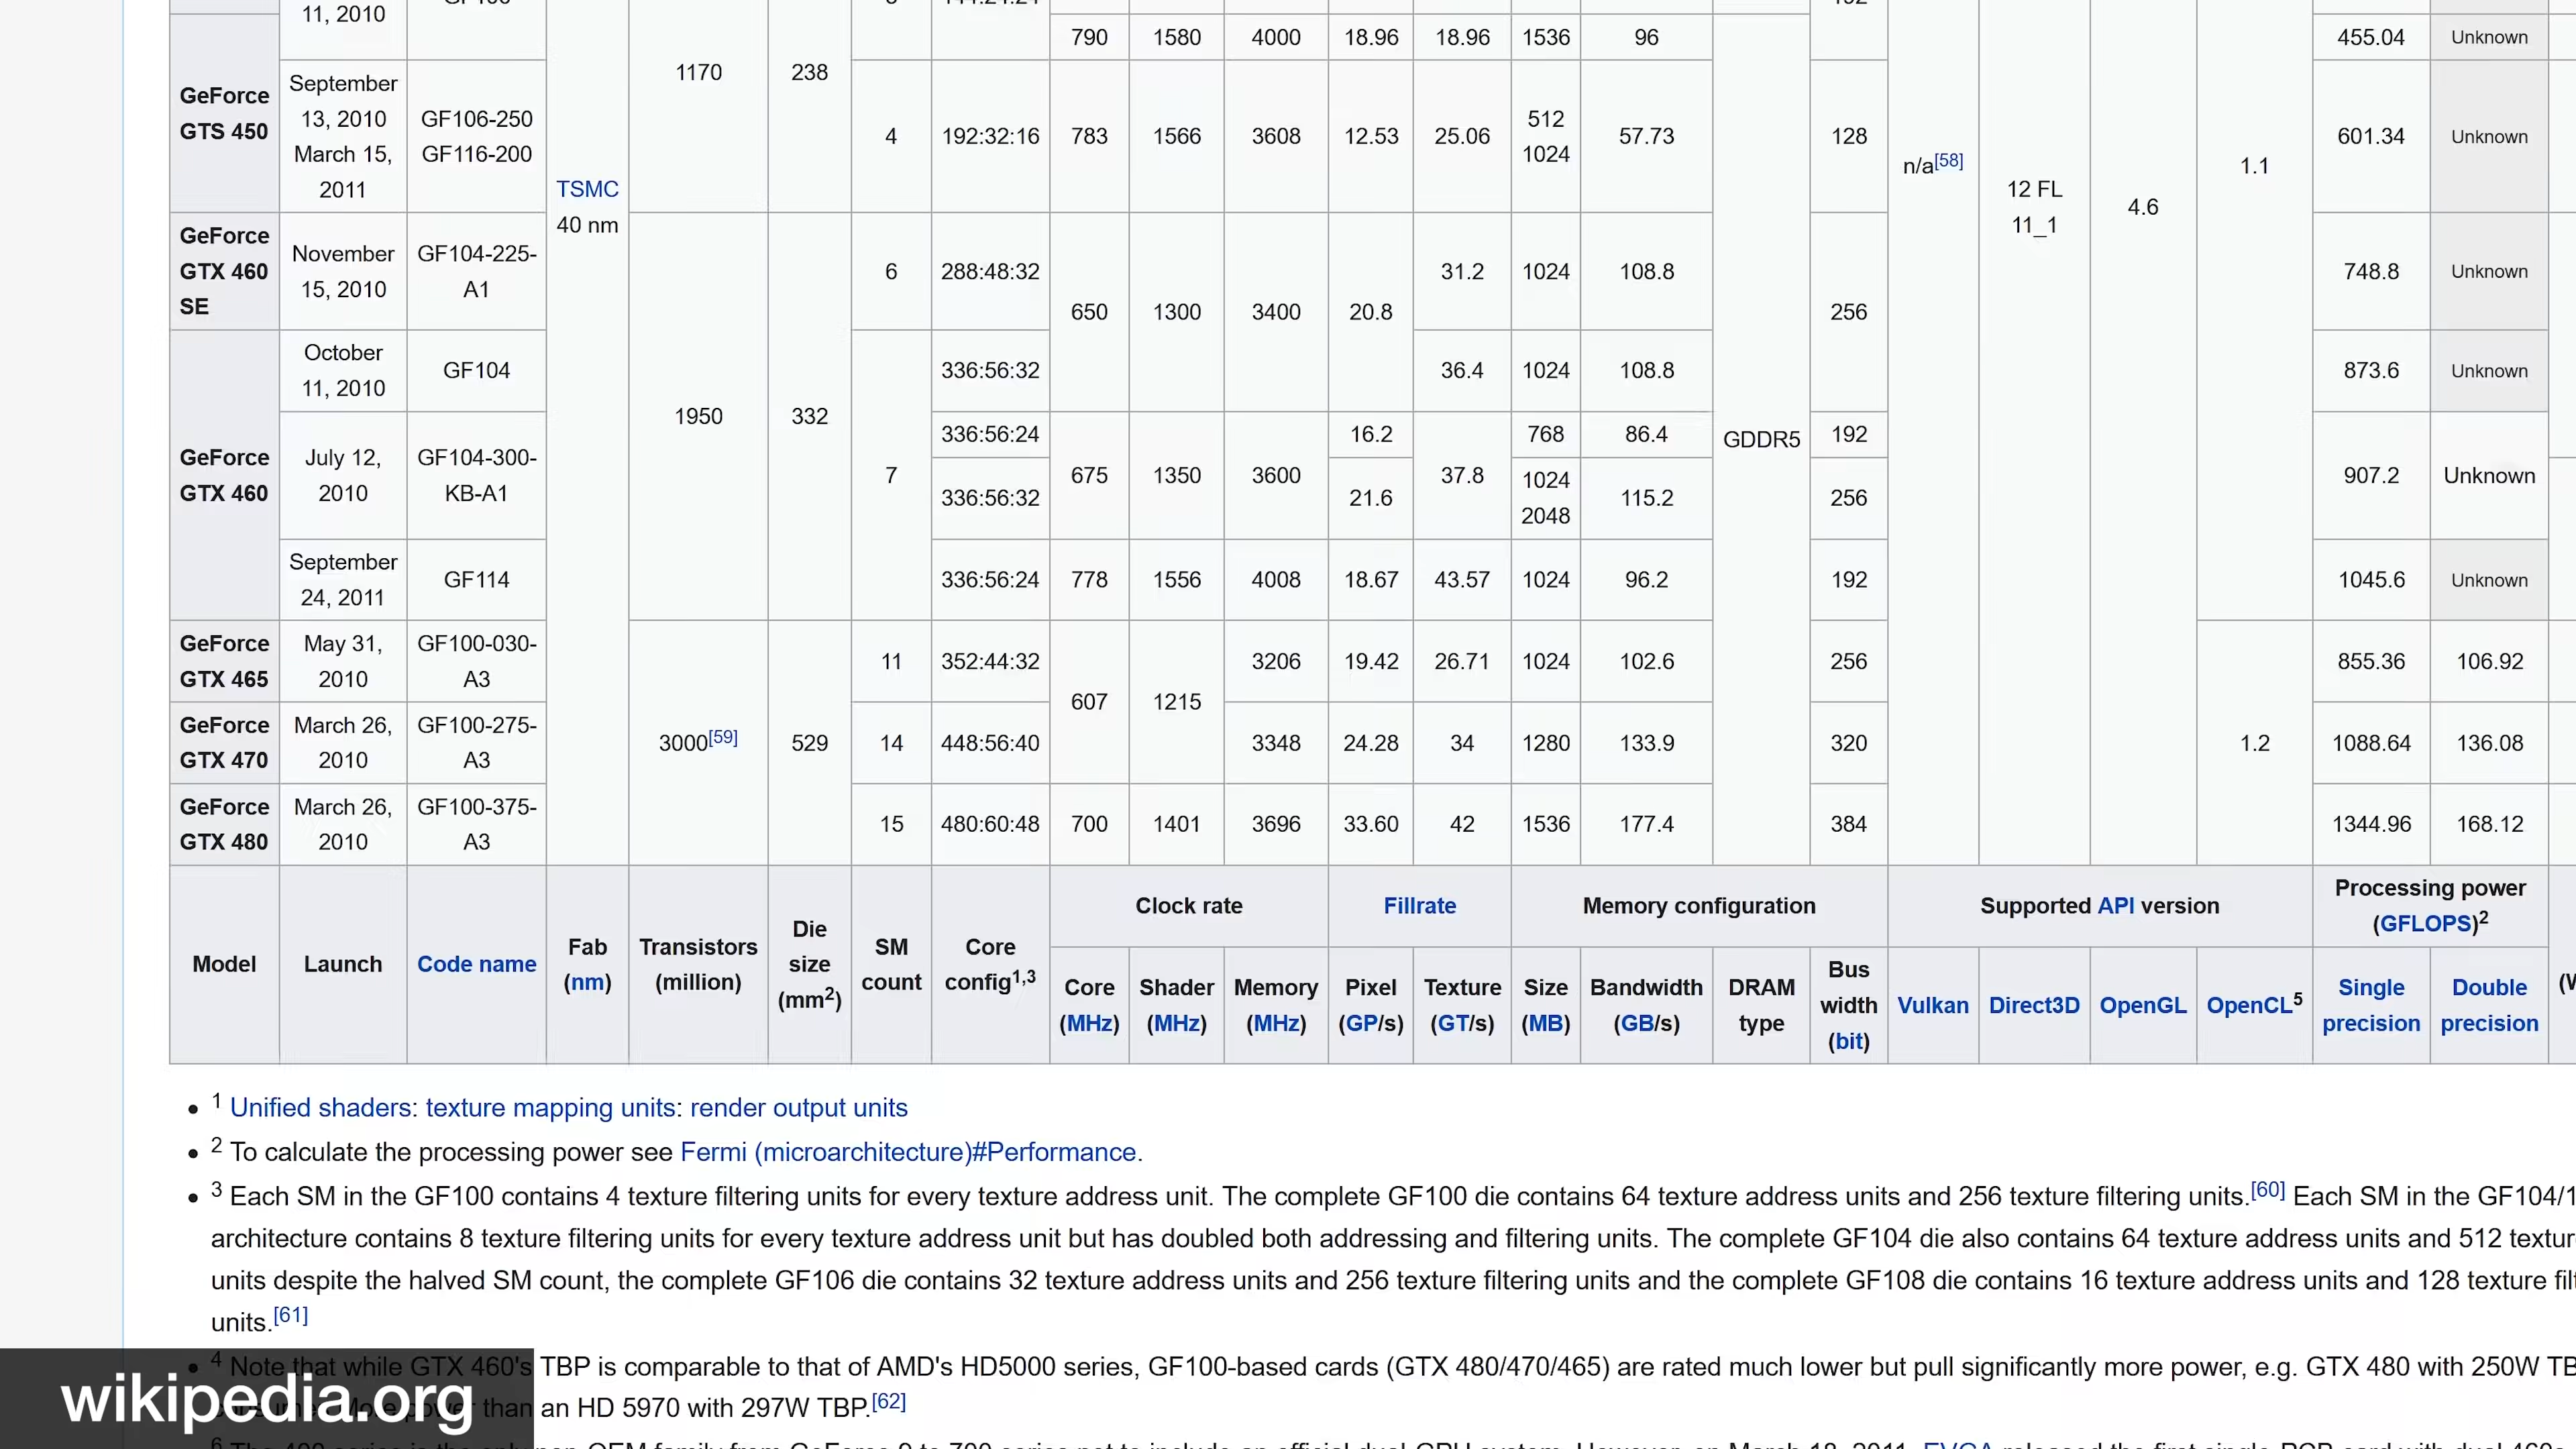 11, 2010
790 1580 4000 18.96 18.96 1536 96 455.04 Unknown
GeForce GTS 450
September 13, 2010
March 15, 2011
GF106-250
GF116-200
TSMC
40 nm
1170 238 4 192:32:16 783 1566 3608 12.53 25.06
512
1024
57.73 128
n/a[58]
12 FL
11_1
4.6 1.1 601.34 Unknown
GeForce GTX 460 SE
November 15, 2010
GF104-225-A1
6 288:48:32 650 1300 3400 20.8 31.2 1024 108.8 256 748.8 Unknown
GeForce GTX 460
October 11, 2010
GF104
1950 332 7 336:56:32 36.4 1024 108.8 873.6 Unknown
July 12, 2010
GF104-300-KB-A1
336:56:24 675 1350 3600 16.2 37.8 768 86.4 GDDR5 192 907.2 Unknown
336:56:32 21.6
1024
2048
115.2 256
September 24, 2011
GF114
336:56:24 778 1556 4008 18.67 43.57 1024 96.2 192 1045.6 Unknown
GeForce GTX 465
May 31, 2010
GF100-030-A3
11 352:44:32 607 1215 3206 19.42 26.71 1024 102.6 256 855.36 106.92
GeForce GTX 470
March 26, 2010
GF100-275-A3
3000[59] 529 14 448:56:40 3348 24.28 34 1280 133.9 320 1.2 1088.64 136.08
GeForce GTX 480
March 26, 2010
GF100-375-A3
15 480:60:48 700 1401 3696 33.60 42 1536 177.4 384 1344.96 168.12
Model Launch Code name Fab (nm) Transistors (million) Die size (mm2) SM count Core config1,3
Clock rate Fillrate Memory configuration Supported API version Processing power (GFLOPS)2
Core (MHz) Shader (MHz) Memory (MHz) Pixel (GP/s) Texture (GT/s) Size (MB) Bandwidth (GB/s) DRAM type Bus width (bit) Vulkan Direct3D OpenGL OpenCL5 Single precision Double precision
• 1 Unified shaders: texture mapping units: render output units
• 2 To calculate the processing power see Fermi (microarchitecture)#Performance.
• 3 Each SM in the GF100 contains 4 texture filtering units for every texture address unit. The complete GF100 die contains 64 texture address units and 256 texture filtering units.[60] Each SM in the GF104/1
architecture contains 8 texture filtering units for every texture address unit but has doubled both addressing and filtering units. The complete GF104 die also contains 64 texture address units and 512 textur
units despite the halved SM count, the complete GF106 die contains 32 texture address units and 256 texture filtering units and the complete GF108 die contains 16 texture address units and 128 texture filt
units.[61]
• 4 Note that while GTX 460's TBP is comparable to that of AMD's HD5000 series, GF100-based cards (GTX 480/470/465) are rated much lower but pull significantly more power, e.g. GTX 480 with 250W TB
than an HD 5970 with 297W TBP.[62]
wikipedia.org